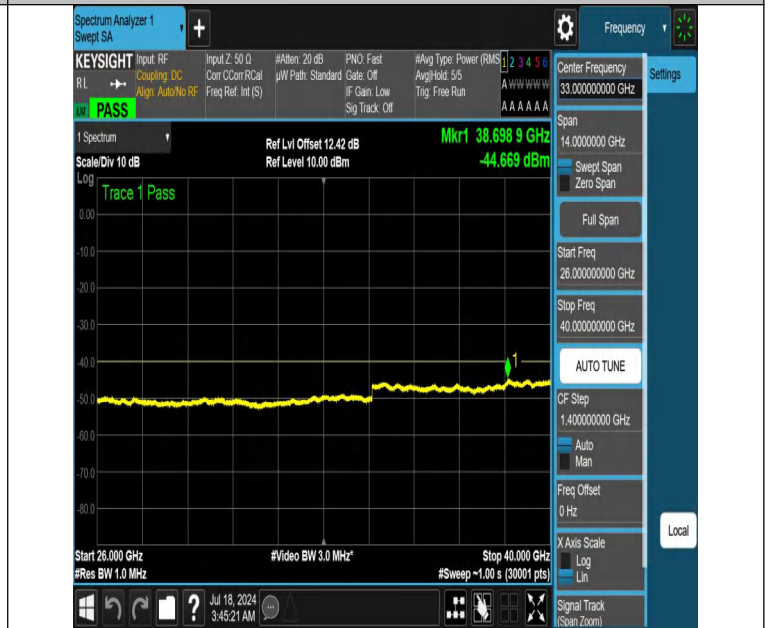 Spectrum Analyzer 1
Swept SA
+
Frequency
KEYSIGHT
RL
PASS
Input: RF
Coupling: DC
Align: Auto/No RF
Input Z: 50 Ω
Corr CCorr RCal
Freq Ref: Int (S)
#Atten: 20 dB
µW Path: Standard
PNO: Fast
Gate: Off
IF Gain: Low
Sig Track: Off
#Avg Type: Power (RMS
Avg|Hold: 5/5
Trig: Free Run
1 2 3 4 5 6
A W W W W W
A A A A A A
Center Frequency
33.000000000 GHz
Settings
Span
14.0000000 GHz
Swept Span
Zero Span
Full Span
Start Freq
26.000000000 GHz
Stop Freq
40.000000000 GHz
AUTO TUNE
CF Step
1.400000000 GHz
Auto
Man
Freq Offset
0 Hz
X Axis Scale
Log
Lin
Signal Track
(Span Zoom)
Local
1 Spectrum
Scale/Div 10 dB
Ref Lvl Offset 12.42 dB
Ref Level 10.00 dBm
Mkr1 38.698 9 GHz
-44.669 dBm
Log
Trace 1 Pass
0.00
-10.0
-20.0
-30.0
-40.0
-50.0
-60.0
-70.0
-80.0
1
Start 26.000 GHz
#Res BW 1.0 MHz
#Video BW 3.0 MHz*
Stop 40.000 GHz
#Sweep ~1.00 s (30001 pts)
?
Jul 18, 2024
3:45:21 AM